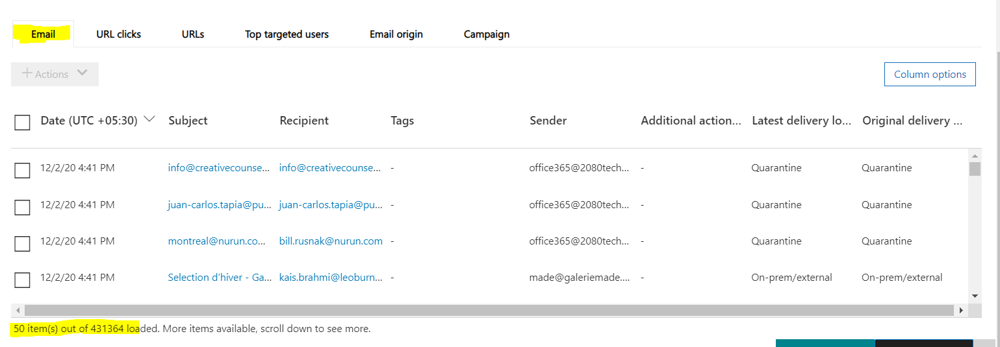 Email URL clicks URLs Top targeted users Email origin Campaign
+ Actions Column options
Date (UTC +05:30) Subject Recipient Tags Sender Additional action... Latest delivery lo... Original delivery ...
12/2/20 4:41 PM info@creativecounse... info@creativecounse... - office365@2080tech... - Quarantine Quarantine
12/2/20 4:41 PM juan-carlos.tapia@pu... juan-carlos.tapia@pu... - office365@2080tech... - Quarantine Quarantine
12/2/20 4:41 PM montreal@nurun.co... bill.rusnak@nurun.com - office365@2080tech... - Quarantine Quarantine
12/2/20 4:41 PM Selection d'hiver - Ga... kais.brahmi@leoburn... - made@galeriemade.... - On-prem/external On-prem/external
50 item(s) out of 431364 loaded. More items available, scroll down to see more.